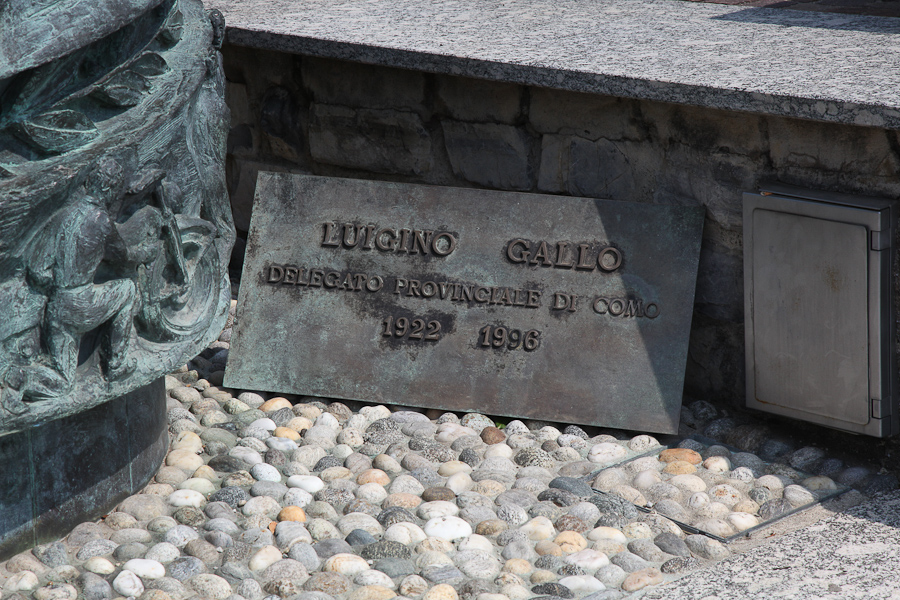 LUIGINO GALLO
DELEGATO PROVINCIALE DI COMO
1922 1996